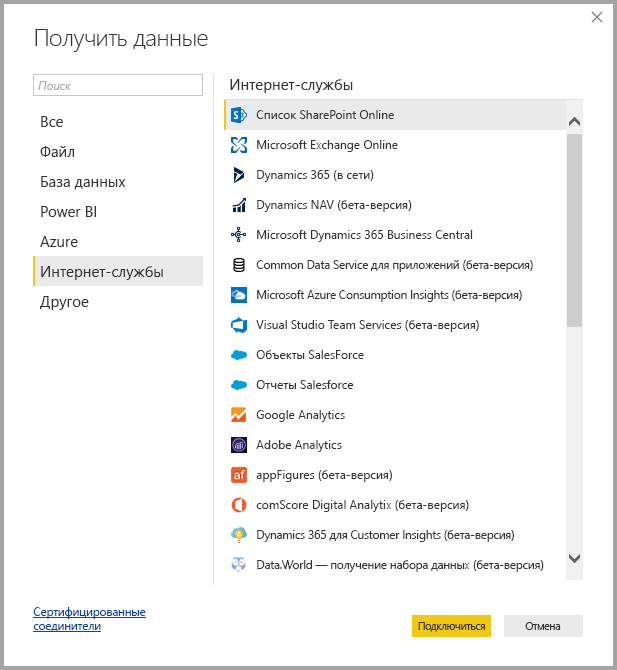 Получить данные
Поиск
Все
Файл
База данных
Power BI
Azure
Интернет-службы
Другое
Интернет-службы
Список SharePoint Online
Microsoft Exchange Online
Dynamics 365 (в сети)
Dynamics NAV (бета-версия)
Microsoft Dynamics 365 Business Central
Common Data Service для приложений (бета-версия)
Microsoft Azure Consumption Insights (бета-версия)
Visual Studio Team Services (бета-версия)
Объекты SalesForce
Отчеты Salesforce
Google Analytics
Adobe Analytics
appFigures (бета-версия)
comScore Digital Analytix (бета-версия)
Dynamics 365 для Customer Insights (бета-версия)
Data.World — получение набора данных (бета-версия)
Сертифицированные
соединители
Подключиться
Отмена